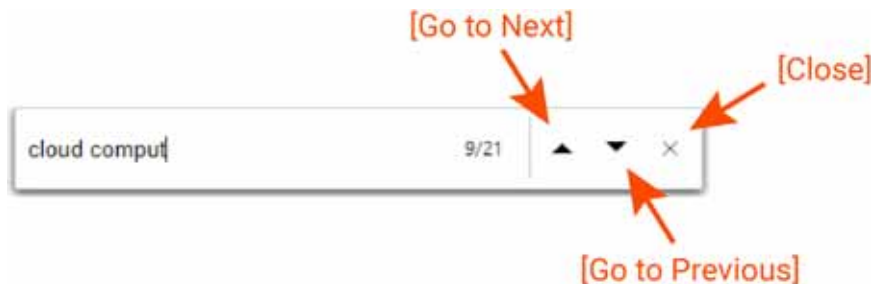 [Go to Next]
[Close]
cloud comput 9/21
[Go to Previous]